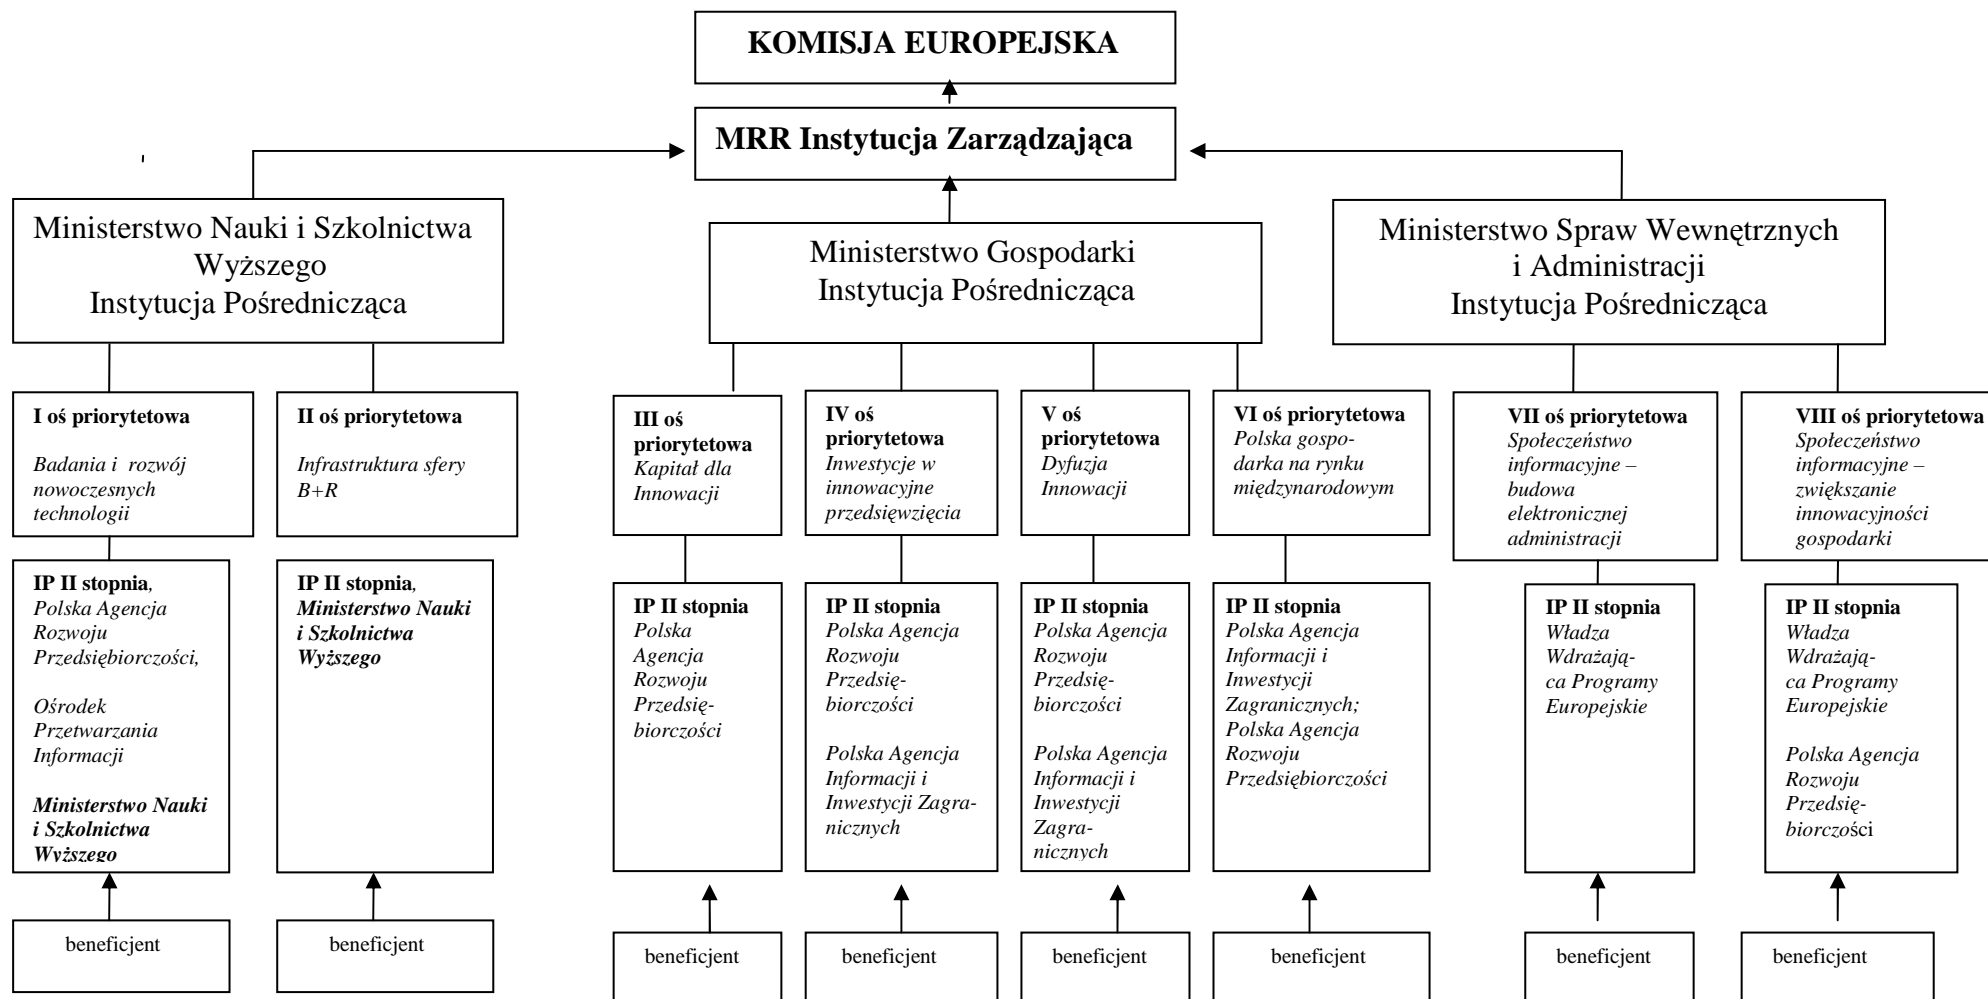 KOMISJA EUROPEJSKA
MRR Instytucja Zarządzająca
Ministerstwo Nauki i Szkolnictwa
Wyższego
Instytucja Pośrednicząca
Ministerstwo Gospodarki
Instytucja Pośrednicząca
Ministerstwo Spraw Wewnętrznych
i Administracji
Instytucja Pośrednicząca
I oś priorytetowa
Badania i rozwój
nowoczesnych
technologii
II oś priorytetowa
Infrastruktura sfery
B+R
III oś
priorytetowa
Kapitał dla
Innowacji
IV oś
priorytetowa
Inwestycje w
innowacyjne
przedsięwzięcia
V oś
priorytetowa
Dyfuzja
Innowacji
VI oś priorytetowa
Polska gospo-
darka na rynku
międzynarodowym
VII oś priorytetowa
Społeczeństwo
informacyjne –
budowa
elektronicznej
administracji
VIII oś priorytetowa
Społeczeństwo
informacyjne –
zwiększanie
innowacyjności
gospodarki
IP II stopnia,
Polska Agencja
Rozwoju
Przedsiębiorczości,
Ośrodek
Przetwarzania
Informacji
Ministerstwo Nauki
i Szkolnictwa
Wyższego
IP II stopnia,
Ministerstwo Nauki
i Szkolnictwa
Wyższego
IP II stopnia
Polska
Agencja
Rozwoju
Przedsię-
biorczości
IP II stopnia
Polska Agencja
Rozwoju
Przedsię-
biorczości
Polska Agencja
Informacji i
Inwestycji Zagra-
nicznych
IP II stopnia
Polska Agencja
Rozwoju
Przedsię-
biorczości
Polska Agencja
Informacji i
Inwestycji
Zagra-
nicznych
IP II stopnia
Polska Agencja
Informacji i
Inwestycji
Zagranicznych;
Polska Agencja
Rozwoju
Przedsiębiorczości
IP II stopnia
Władza
Wdrażają-
ca Programy
Europejskie
IP II stopnia
Władza
Wdrażają-
ca Programy
Europejskie
Polska Agencja
Rozwoju
Przedsię-
biorczości
beneficjent
beneficjent
beneficjent
beneficjent
beneficjent
beneficjent
beneficjent
beneficjent